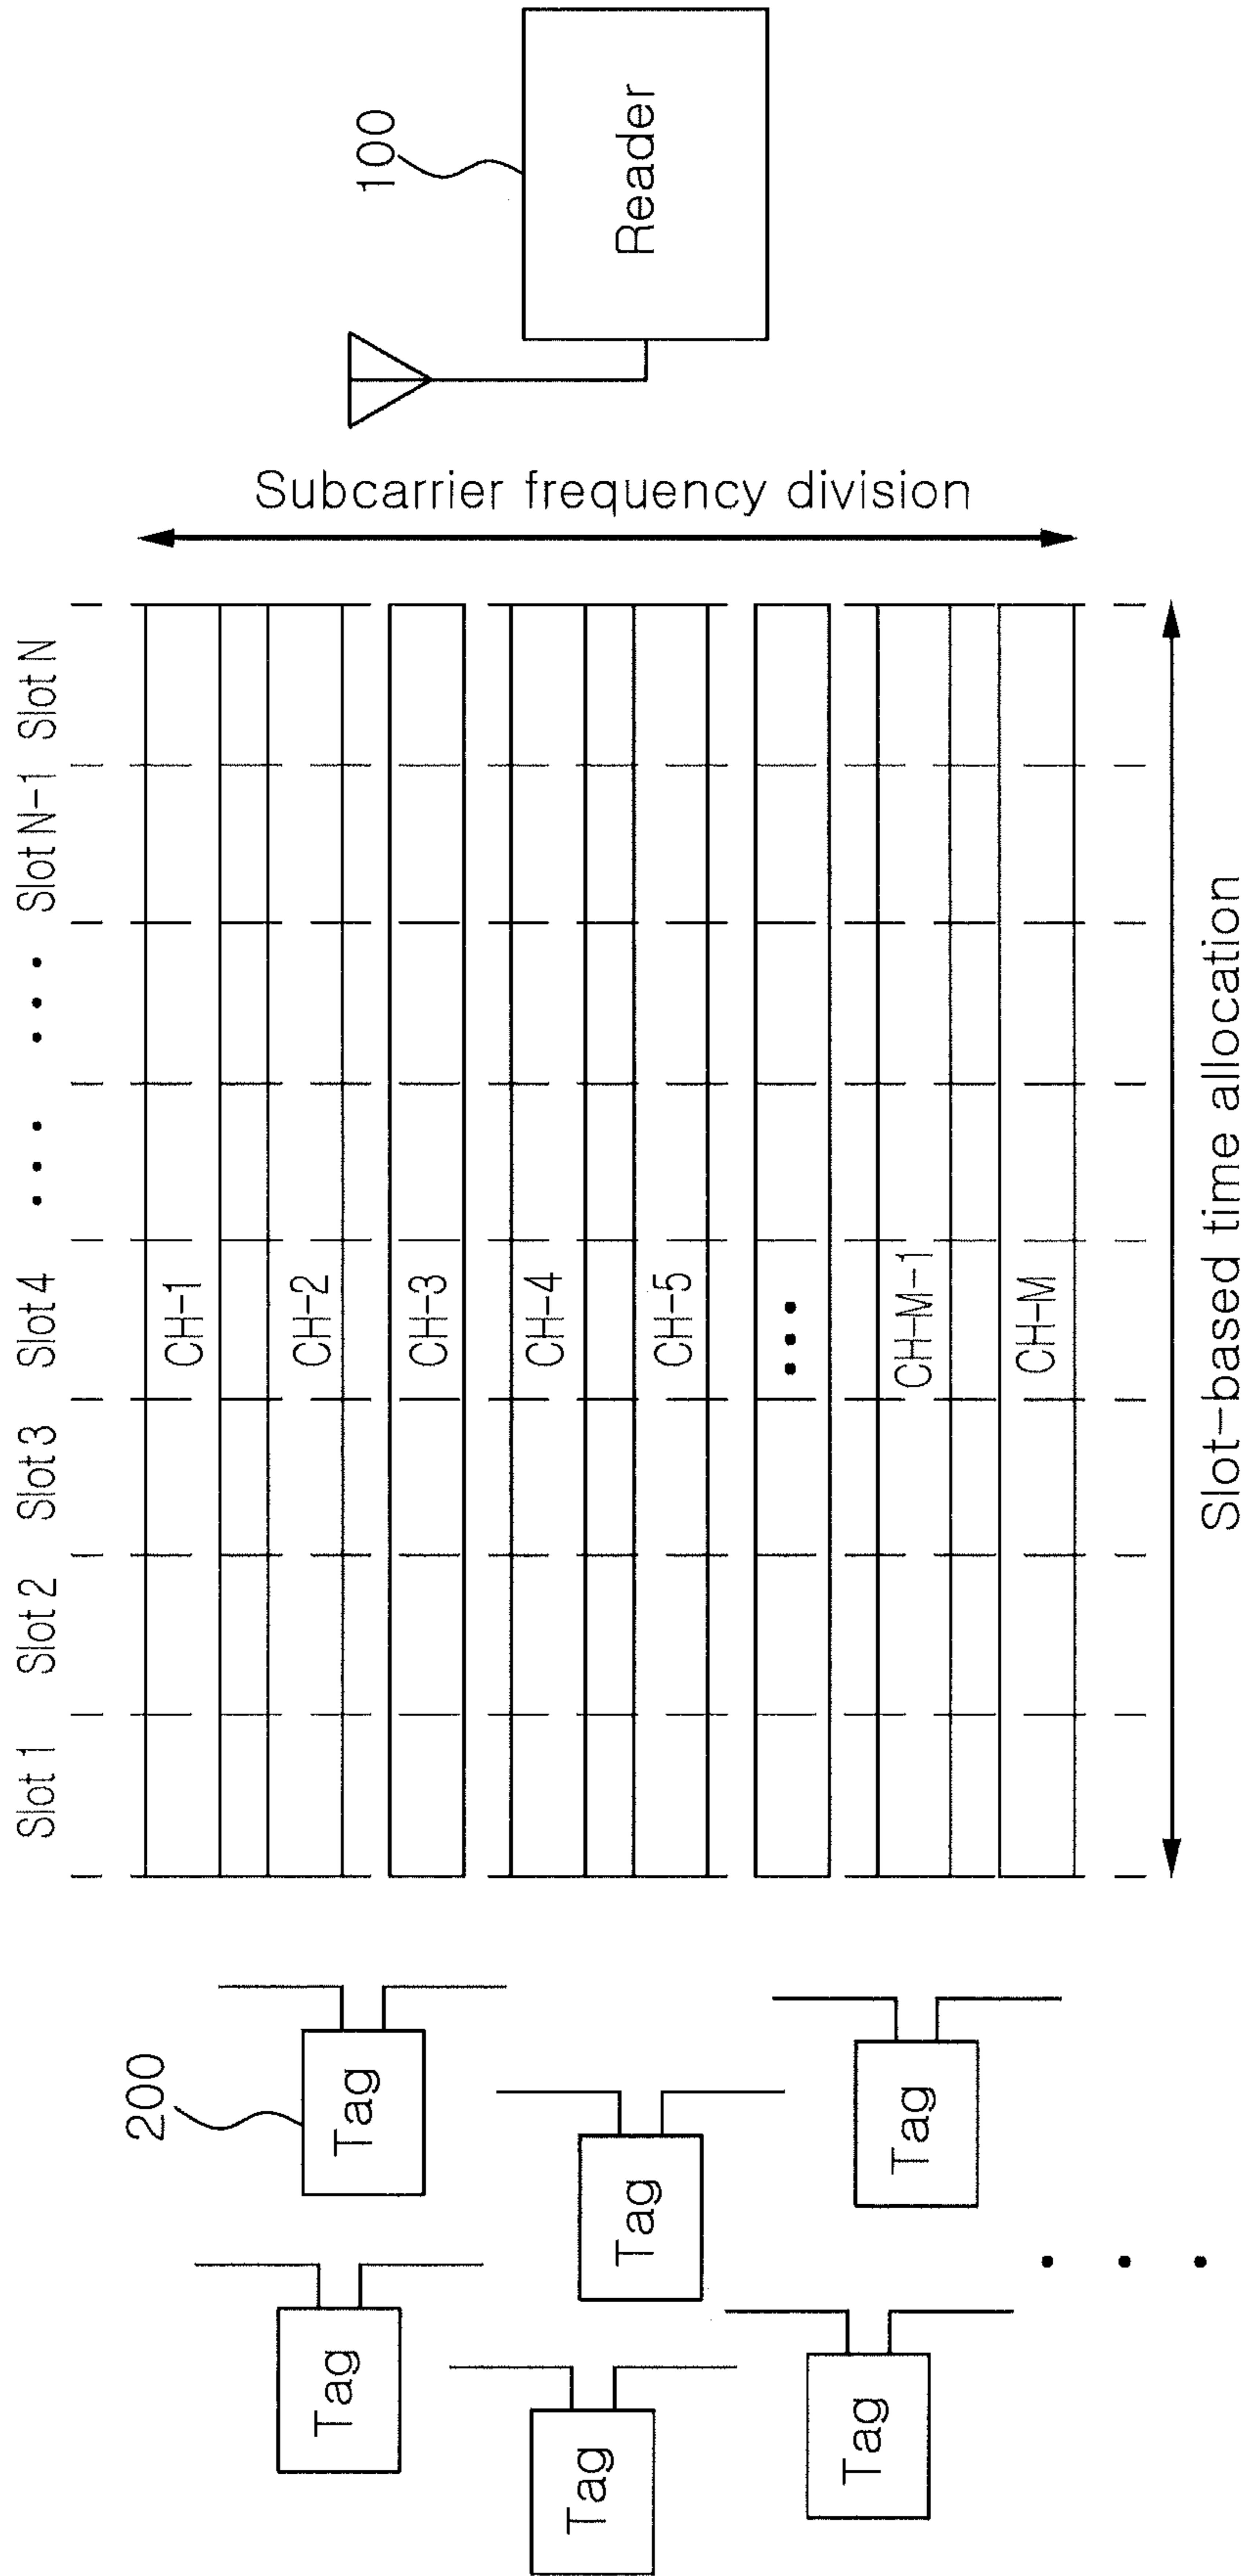 Slot 1 Slot 2 Slot 3 Slot 4 • • • • • • Slot N-1 Slot N
200
100
Tag
Tag
Tag
Tag
Tag
Tag
• • •
CH-1
CH-2
CH-3
CH-4
CH-5
• • •
CH-M-1
CH-M
Subcarrier frequency division
Reader
Slot-based time allocation